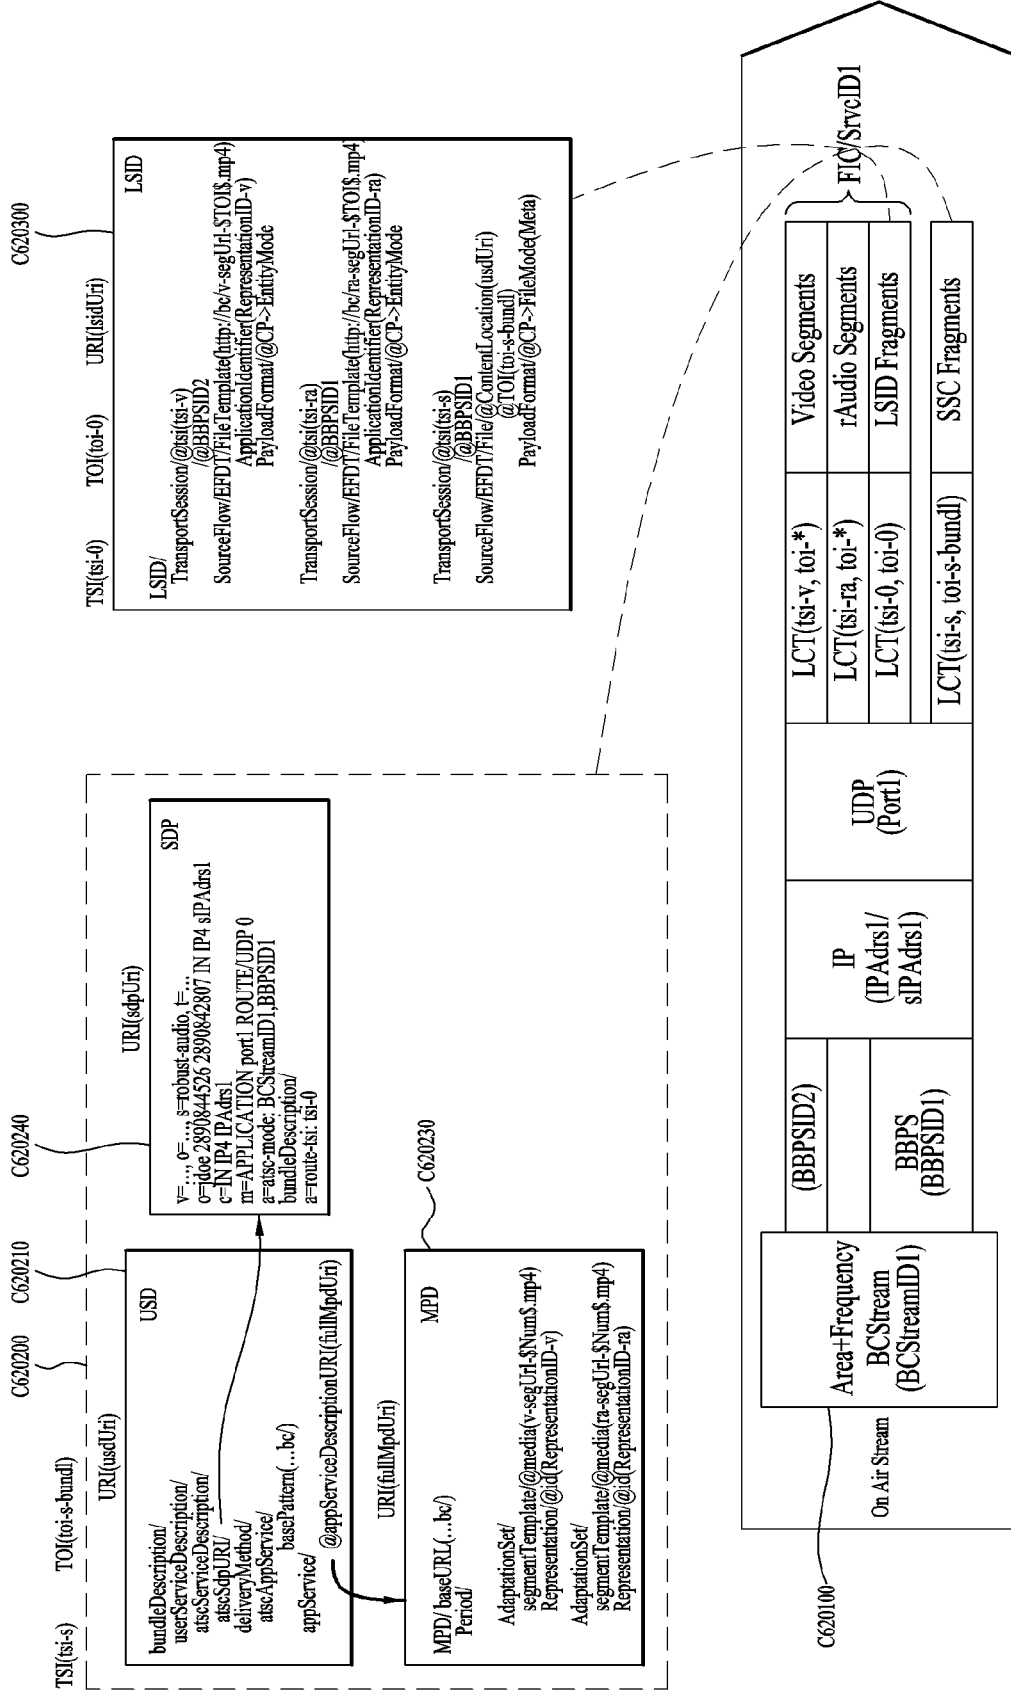 C620200
C620210
C620240
C620230
C620300
C620100
TSI(tsi-s)
TOI(toi-s-bundl)
URI(usdUri)
USD
bundleDescription/
userServiceDescription/
atscServiceDescription/
atscSdpURI/
deliveryMethod/
atscAppService/
basePattern(...bc/)
appService/
@appServiceDescriptionURI(fullMpdUri)
URI(sdpUri)
SDP
v=..., o=..., s=robust-audio, t=...
o=jdoe 2890844526 2890842807 IN IP4 sIPAdrs1
c=IN IP4 IPAdrs1
m=APPLICATION port1 ROUTE/UDP 0
a=atsc-mode: BCStreamID1,BBPSID1
bundleDescription/
a=route-tsi: tsi-0
URI(fullMpdUri)
MPD
MPD/ baseURL(...bc/)
Period/
AdaptationSet/
segmentTemplate/@media(v-segUrl-$Num$.mp4)
Representation/@id(RepresentationID-v)
AdaptationSet/
segmentTemplate/@media(ra-segUrl-$Num$.mp4)
Representation/@id(RepresentationID-ra)
TSI(tsi-0)
TOI(toi-0)
URI(lsidUri)
LSID
LSID/
TransportSession/@tsi(tsi-v)
/@BBPSID2
SourceFlow/EFDT/FileTemplate(http://bc/v-segUrl-$TOI$.mp4)
ApplicationIdentifier(RepresentationID-v)
PayloadFormat/@CP->EntityMode
TransportSession/@tsi(tsi-ra)
/@BBPSID1
SourceFlow/EFDT/FileTemplate(http://bc/ra-segUrl-$TOI$.mp4)
ApplicationIdentifier(RepresentationID-ra)
PayloadFormat/@CP->EntityMode
TransportSession/@tsi(tsi-s)
/@BBPSID1
SourceFlow/EFDT/File/@ContentLocation(usdUri)
@TOI(toi-s-bundl)
PayloadFormat/@CP->FileMode(Meta)
On Air Stream
Area+Frequency
BCStream
(BCStreamID1)
(BBPSID2)
BBPS
(BBPSID1)
IP
(IPAdrs1/
sIPAdrs1)
UDP
(Port1)
LCT(tsi-v, toi-*)
LCT(tsi-ra, toi-*)
LCT(tsi-0, toi-0)
LCT(tsi-s, toi-s-bundl)
Video Segments
rAudio Segments
LSID Fragments
SSC Fragments
FIC/SrvcID1